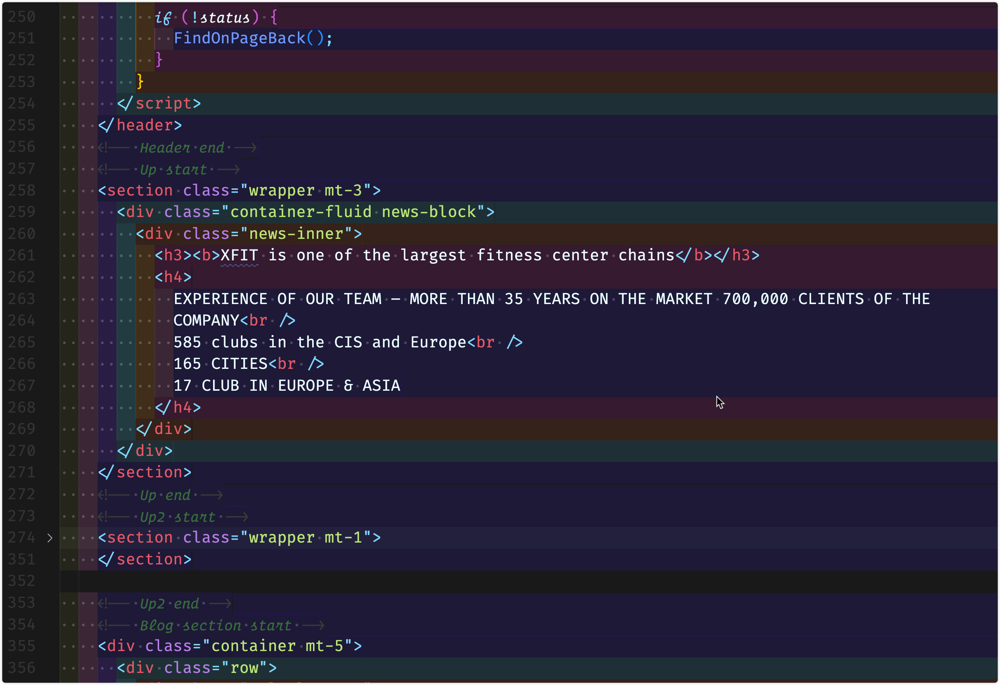 250 if (!status) {
251 FindOnPageBack();
252 }
253 }
254 </script>
255 </header>
256 <!-- Header end -->
257 <!-- Up start -->
258 <section class="wrapper mt-3">
259 <div class="container-fluid news-block">
260 <div class="news-inner">
261 <h3><b>XFIT is one of the largest fitness center chains</b></h3>
262 <h4>
263 EXPERIENCE OF OUR TEAM — MORE THAN 35 YEARS ON THE MARKET 700,000 CLIENTS OF THE
264 COMPANY<br />
265 585 clubs in the CIS and Europe<br />
266 165 CITIES<br />
267 17 CLUB IN EUROPE & ASIA
268 </h4>
269 </div>
270 </div>
271 </section>
272 <!-- Up end -->
273 <!-- Up2 start -->
274 <section class="wrapper mt-1">
351 </section>
352
353 <!-- Up2 end -->
354 <!-- Blog section start -->
355 <div class="container mt-5">
356 <div class="row">